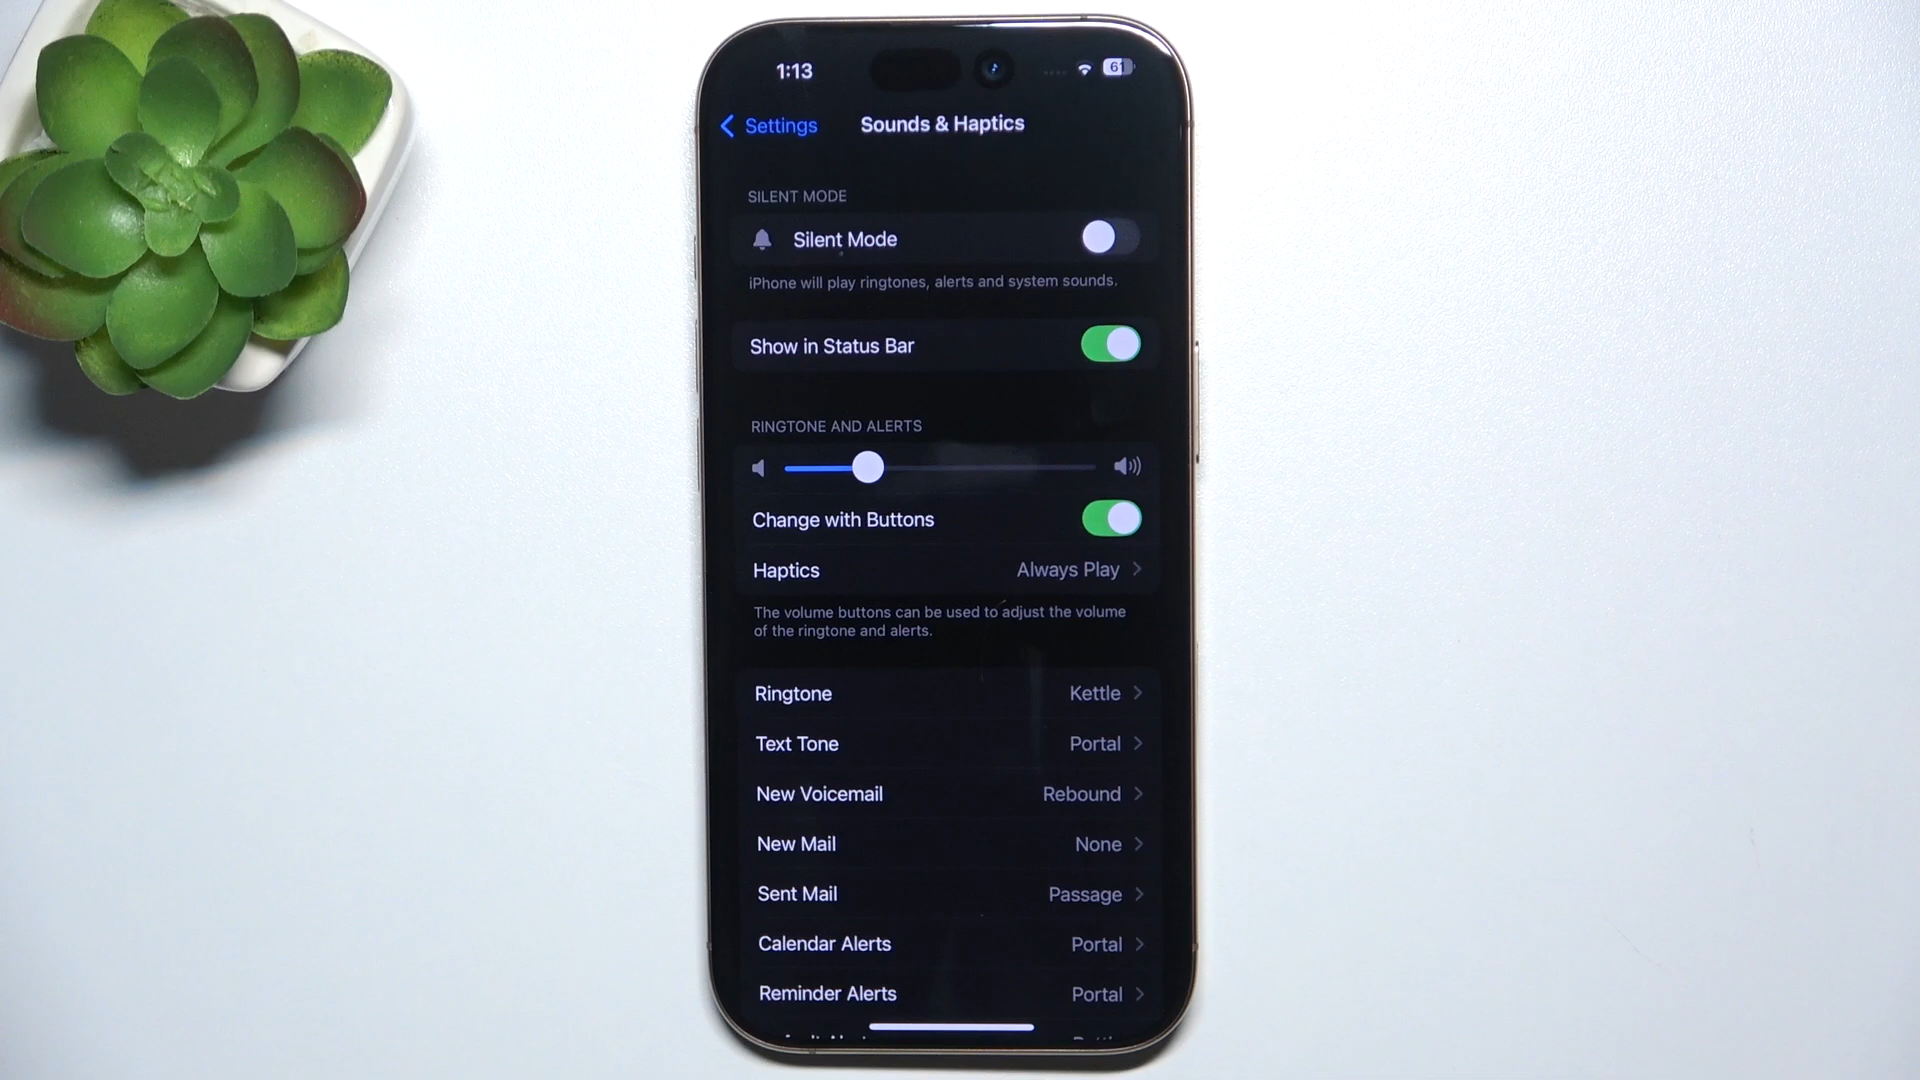 1:13
61
Settings
Sounds & Haptics
SILENT MODE
Silent Mode
iPhone will play ringtones, alerts and system sounds.
Show in Status Bar
RINGTONE AND ALERTS
Change with Buttons
Haptics Always Play
The volume buttons can be used to adjust the volume
of the ringtone and alerts.
Ringtone Kettle
Text Tone Portal
New Voicemail Rebound
New Mail None
Sent Mail Passage
Calendar Alerts Portal
Reminder Alerts Portal